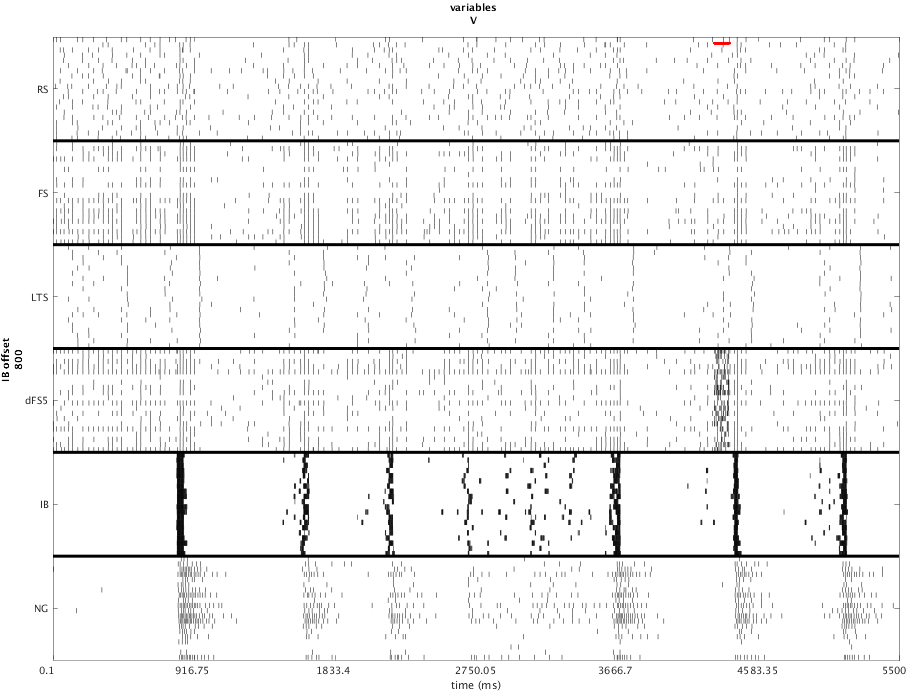 variables
V
RS
FS
LTS
dFS5
IB
NG
IB offset
800
0.1
916.75
1833.4
2750.05
3666.7
4583.35
5500
time (ms)